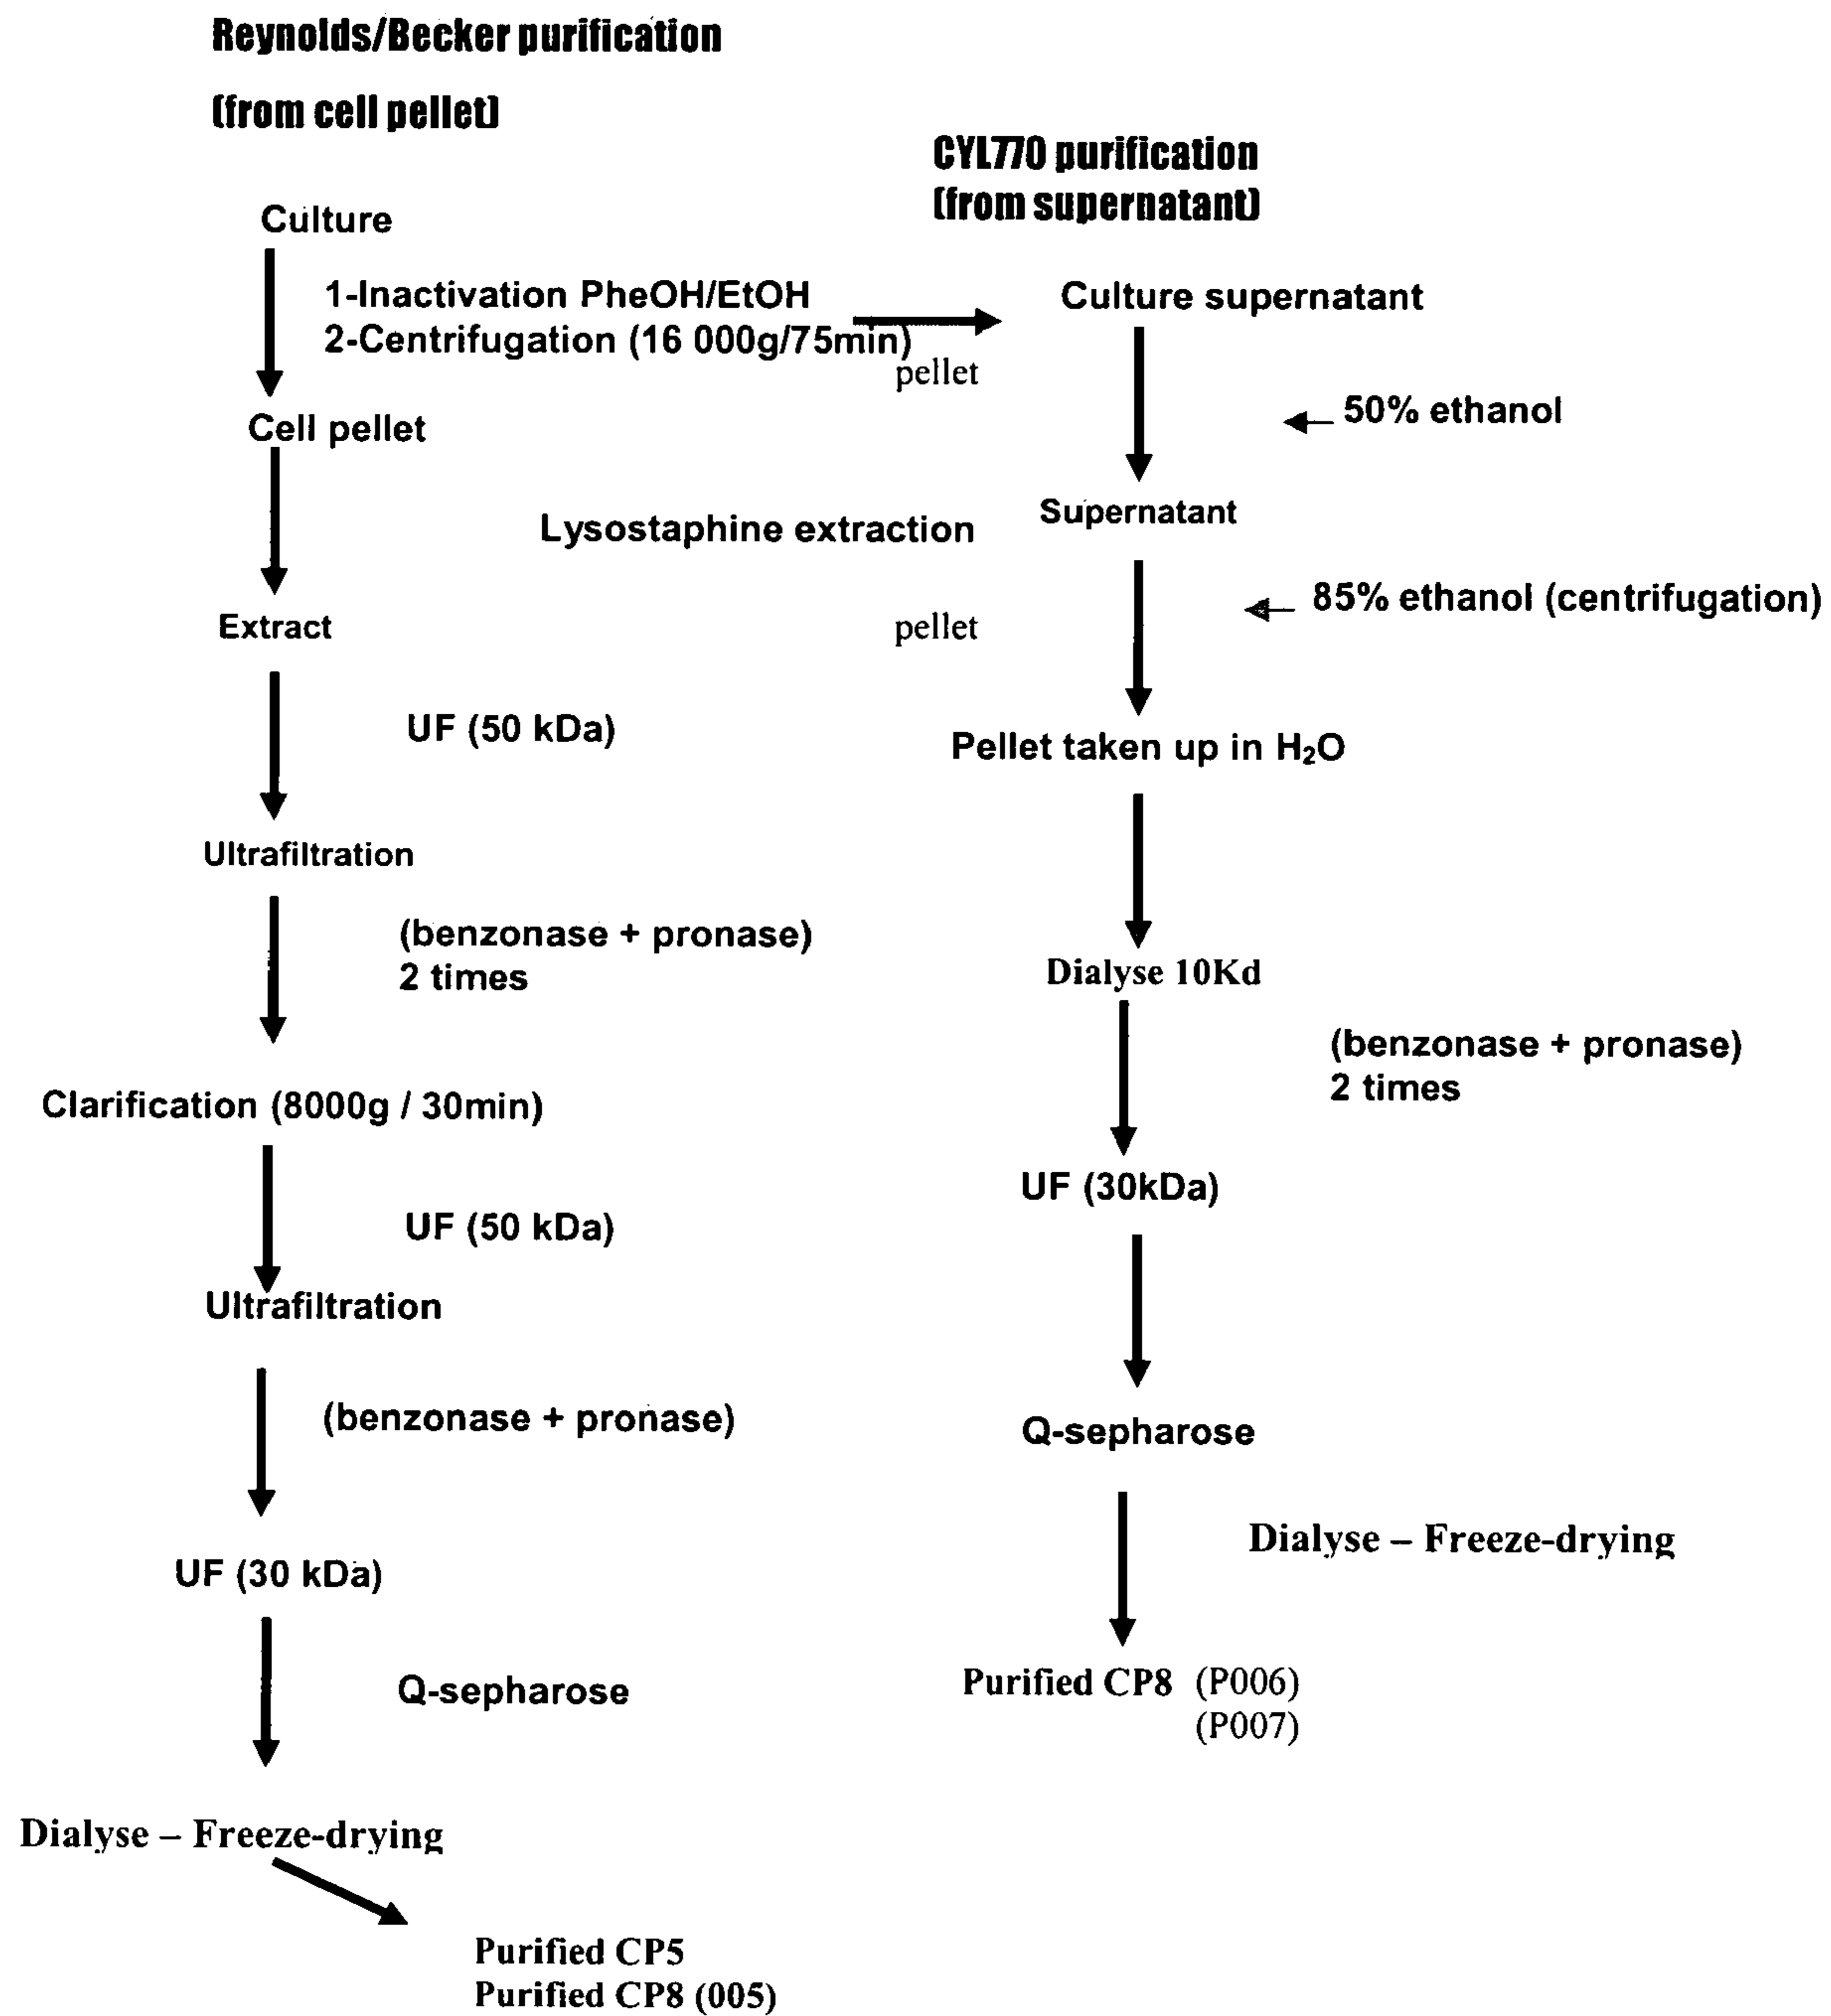 Reynolds/Becker purification
(from cell pellet)
Culture
1-Inactivation PheOH/EtOH
2-Centrifugation (16 000g/75min)
Cell pellet
Lysostaphine extraction
Extract
UF (50 kDa)
Ultrafiltration
(benzonase + pronase)
2 times
Clarification (8000g / 30min)
UF (50 kDa)
Ultrafiltration
(benzonase + pronase)
UF (30 kDa)
Q-sepharose
Dialyse – Freeze-drying
Purified CP5
Purified CP8 (005)
CYL770 purification
(from supernatant)
Culture supernatant
pellet
50% ethanol
Supernatant
85% ethanol (centrifugation)
pellet
Pellet taken up in H₂O
Dialyse 10Kd
(benzonase + pronase)
2 times
UF (30kDa)
Q-sepharose
Dialyse – Freeze-drying
Purified CP8 (P006)
(P007)